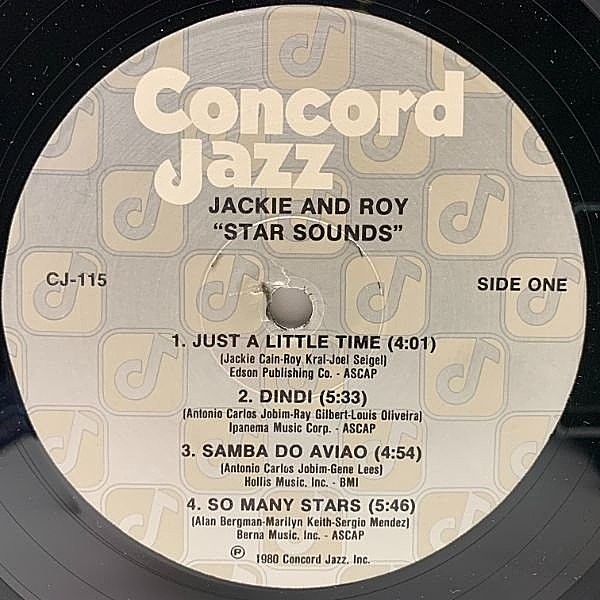 Concord
Jazz
JACKIE AND ROY
"STAR SOUNDS"
CJ-115
SIDE ONE
1. JUST A LITTLE TIME (4:01)
(Jackie Cain-Roy Kral-Joel Seigel)
Edson Publishing Co. - ASCAP
2. DINDI (5:33)
(Antonio Carlos Jobim-Ray Gilbert-Louis Oliveira)
Ipanema Music Corp. - ASCAP
3. SAMBA DO AVIAO (4:54)
(Antonio Carlos Jobim-Gene Lees)
Hollis Music, Inc. - BMI
4. SO MANY STARS (5:46)
(Alan Bergman-Marilyn Keith-Sergio Mendez)
Berna Music, Inc. - ASCAP
℗ 1980 Concord Jazz, Inc.